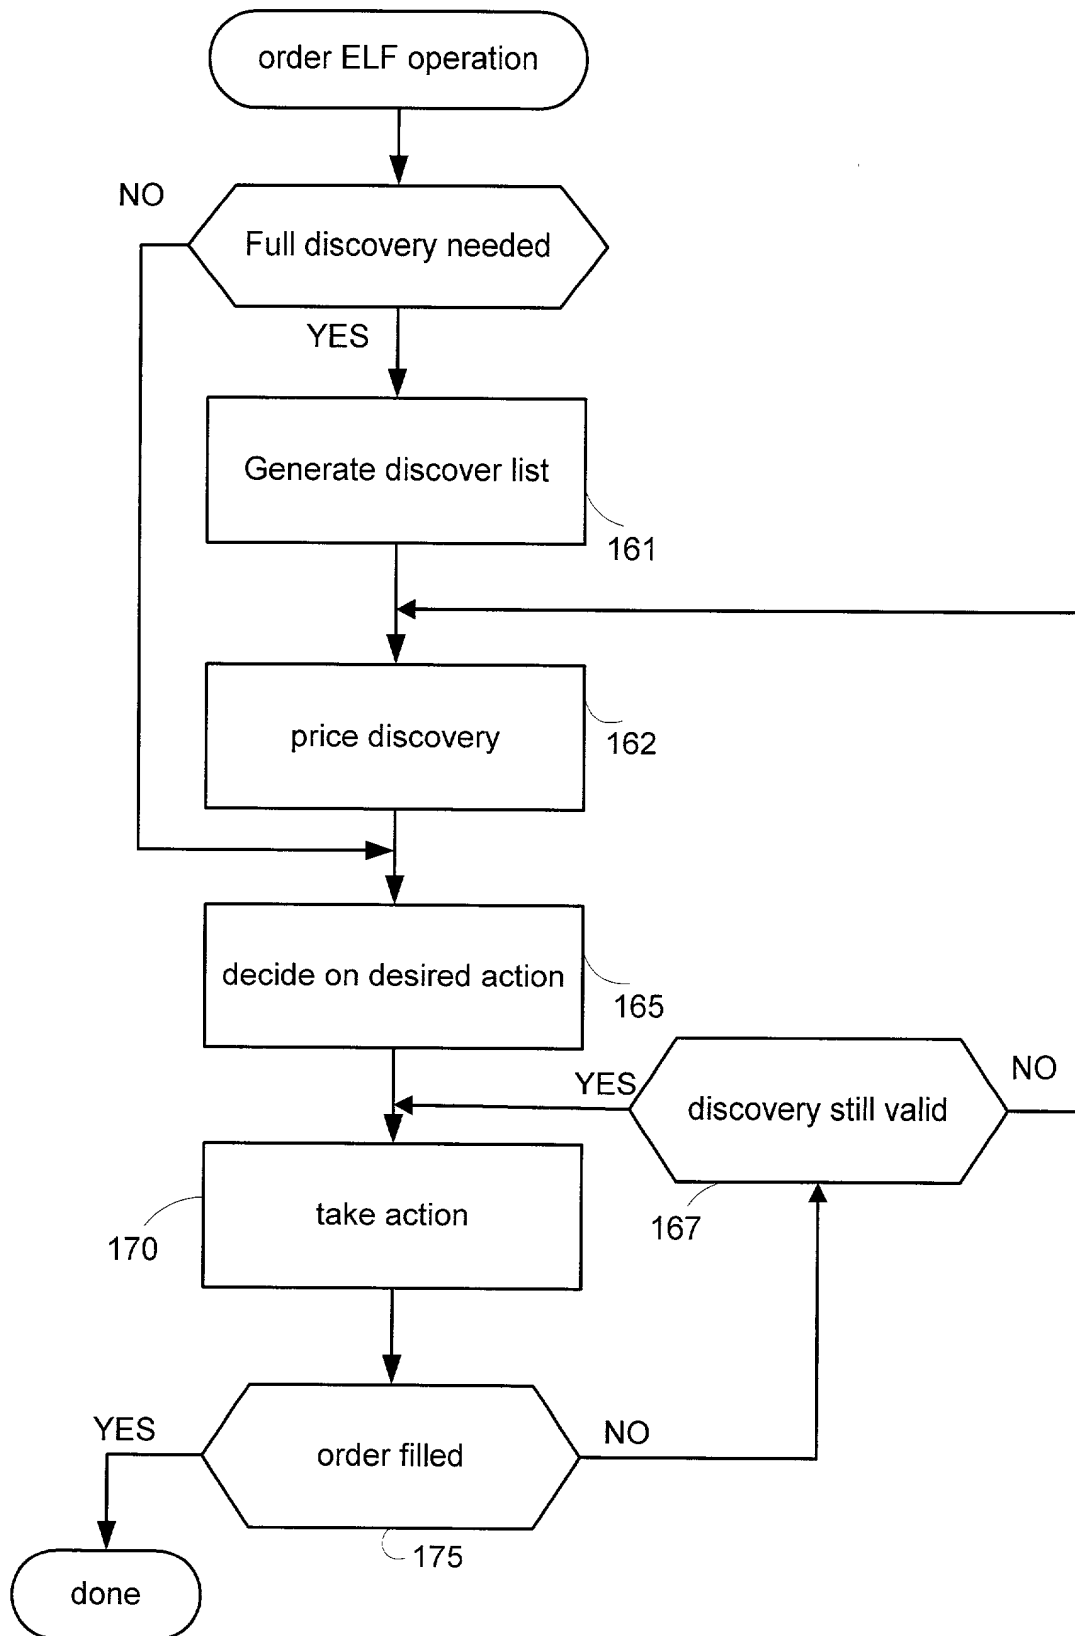 order ELF operation
NO
Full discovery needed
YES
Generate discover list
161
price discovery
162
decide on desired action
165
YES
NO
discovery still valid
take action
167
170
YES
NO
order filled
175
done